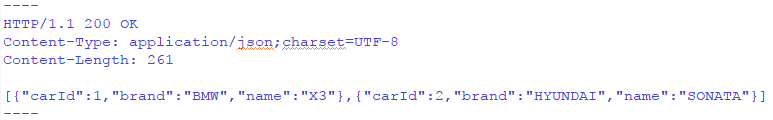 ----
HTTP/1.1 200 OK
Content-Type: application/json;charset=UTF-8
Content-Length: 261

[{"carId":1,"brand":"BMW","name":"X3"},{"carId":2,"brand":"HYUNDAI","name":"SONATA"}]
----